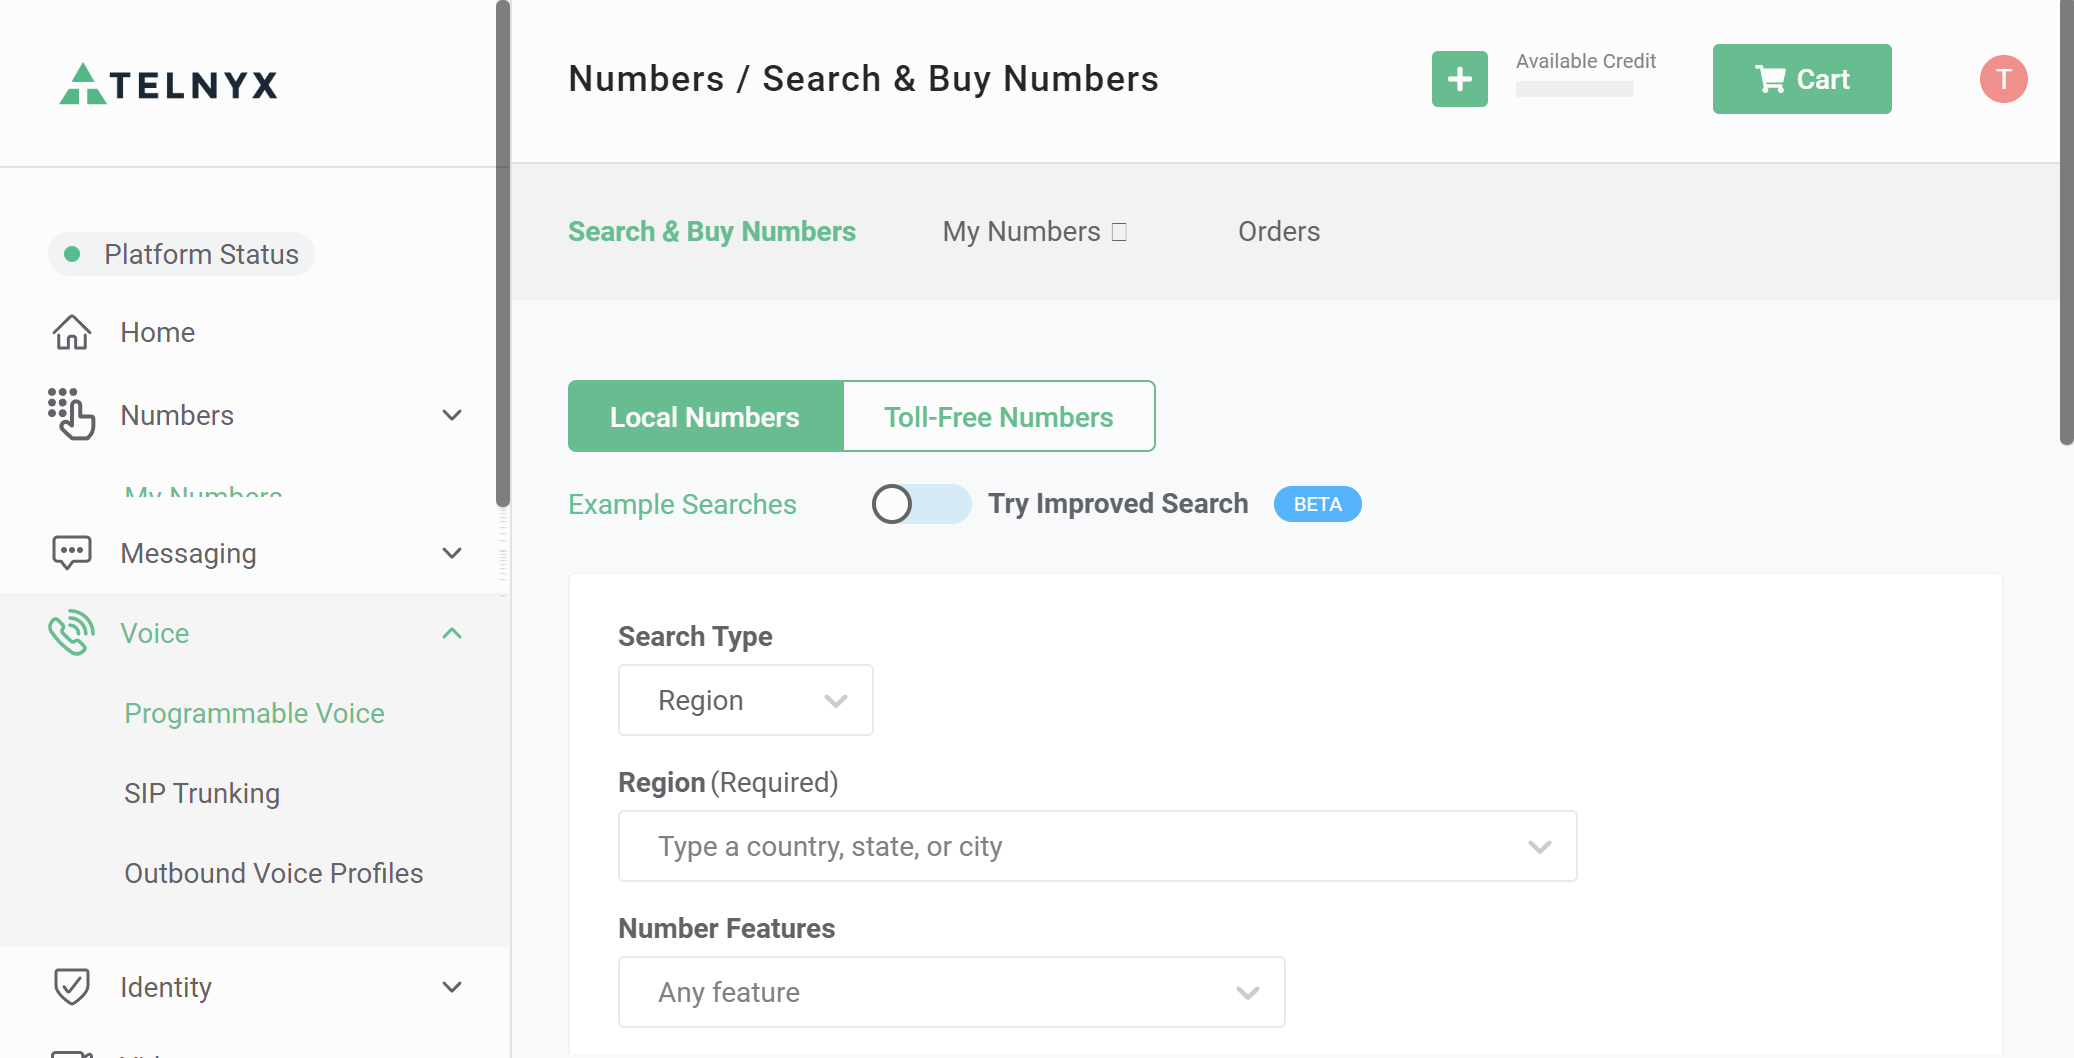 TELNYX
Numbers / Search & Buy Numbers
Available Credit
Cart
T
Search & Buy Numbers
My Numbers
Orders
Platform Status
Home
Numbers
My Numbers
Messaging
Voice
Programmable Voice
SIP Trunking
Outbound Voice Profiles
Identity
Local Numbers
Toll-Free Numbers
Example Searches
Try Improved Search
BETA
Search Type
Region
Region (Required)
Type a country, state, or city
Number Features
Any feature